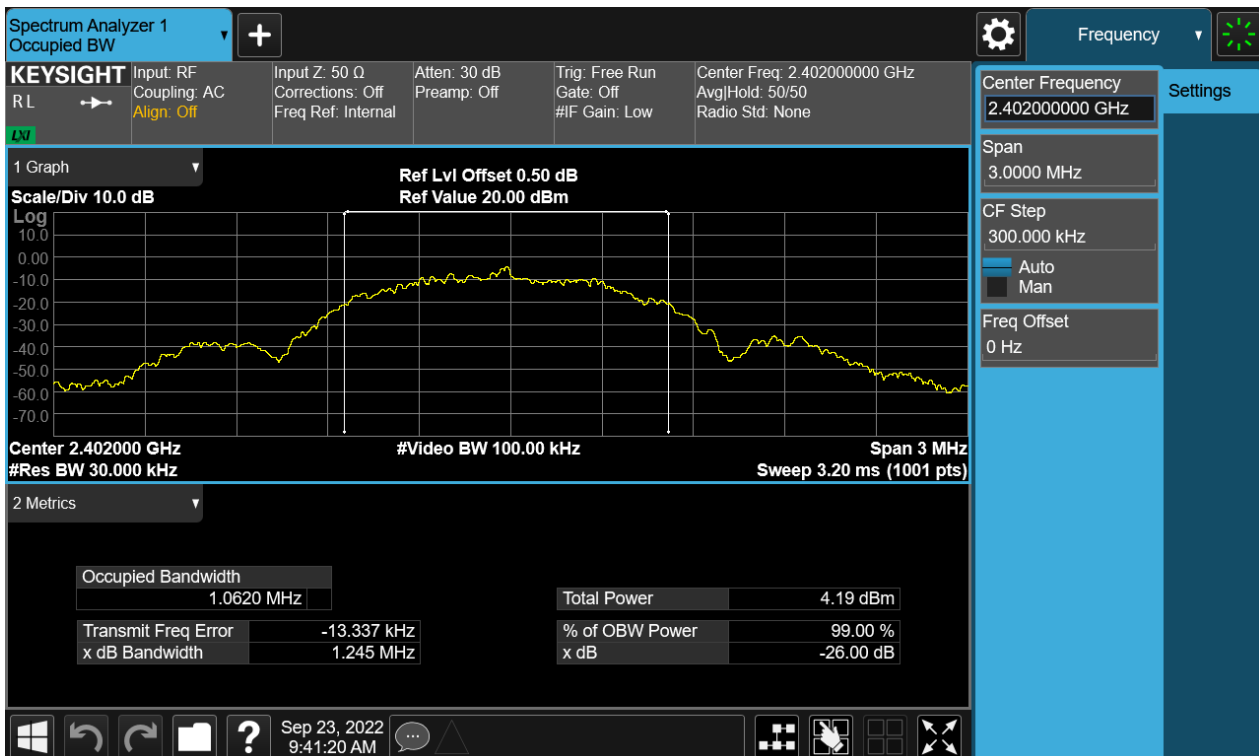 Spectrum Analyzer 1
Occupied BW
Frequency
KEYSIGHT
R L
LXI
Input: RF
Coupling: AC
Align: Off
Input Z: 50 Ω
Corrections: Off
Freq Ref: Internal
Atten: 30 dB
Preamp: Off
Trig: Free Run
Gate: Off
#IF Gain: Low
Center Freq: 2.402000000 GHz
Avg|Hold: 50/50
Radio Std: None
Center Frequency
2.402000000 GHz
Settings
Span
3.0000 MHz
CF Step
300.000 kHz
Auto
Man
Freq Offset
0 Hz
1 Graph
Ref Lvl Offset 0.50 dB
Scale/Div 10.0 dB
Ref Value 20.00 dBm
Log
10.0
0.00
-10.0
-20.0
-30.0
-40.0
-50.0
-60.0
-70.0
Center 2.402000 GHz
#Video BW 100.00 kHz
Span 3 MHz
#Res BW 30.000 kHz
Sweep 3.20 ms (1001 pts)
2 Metrics
Occupied Bandwidth
1.0620 MHz
Total Power 4.19 dBm
Transmit Freq Error -13.337 kHz
% of OBW Power 99.00 %
x dB Bandwidth 1.245 MHz
x dB -26.00 dB
?
Sep 23, 2022
9:41:20 AM